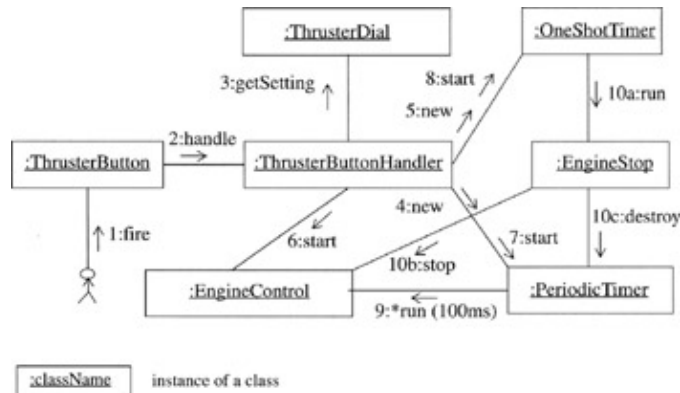 :ThrusterDial
:OneShotTimer
3:getSetting
8:start
5:new
10a:run
2:handle
:ThrusterButton
:ThrusterButtonHandler
:EngineStop
1:fire
6:start
4:new
7:start
10c:destroy
10b:stop
:EngineControl
:PeriodicTimer
9:*run (100ms)
:className
instance of a class